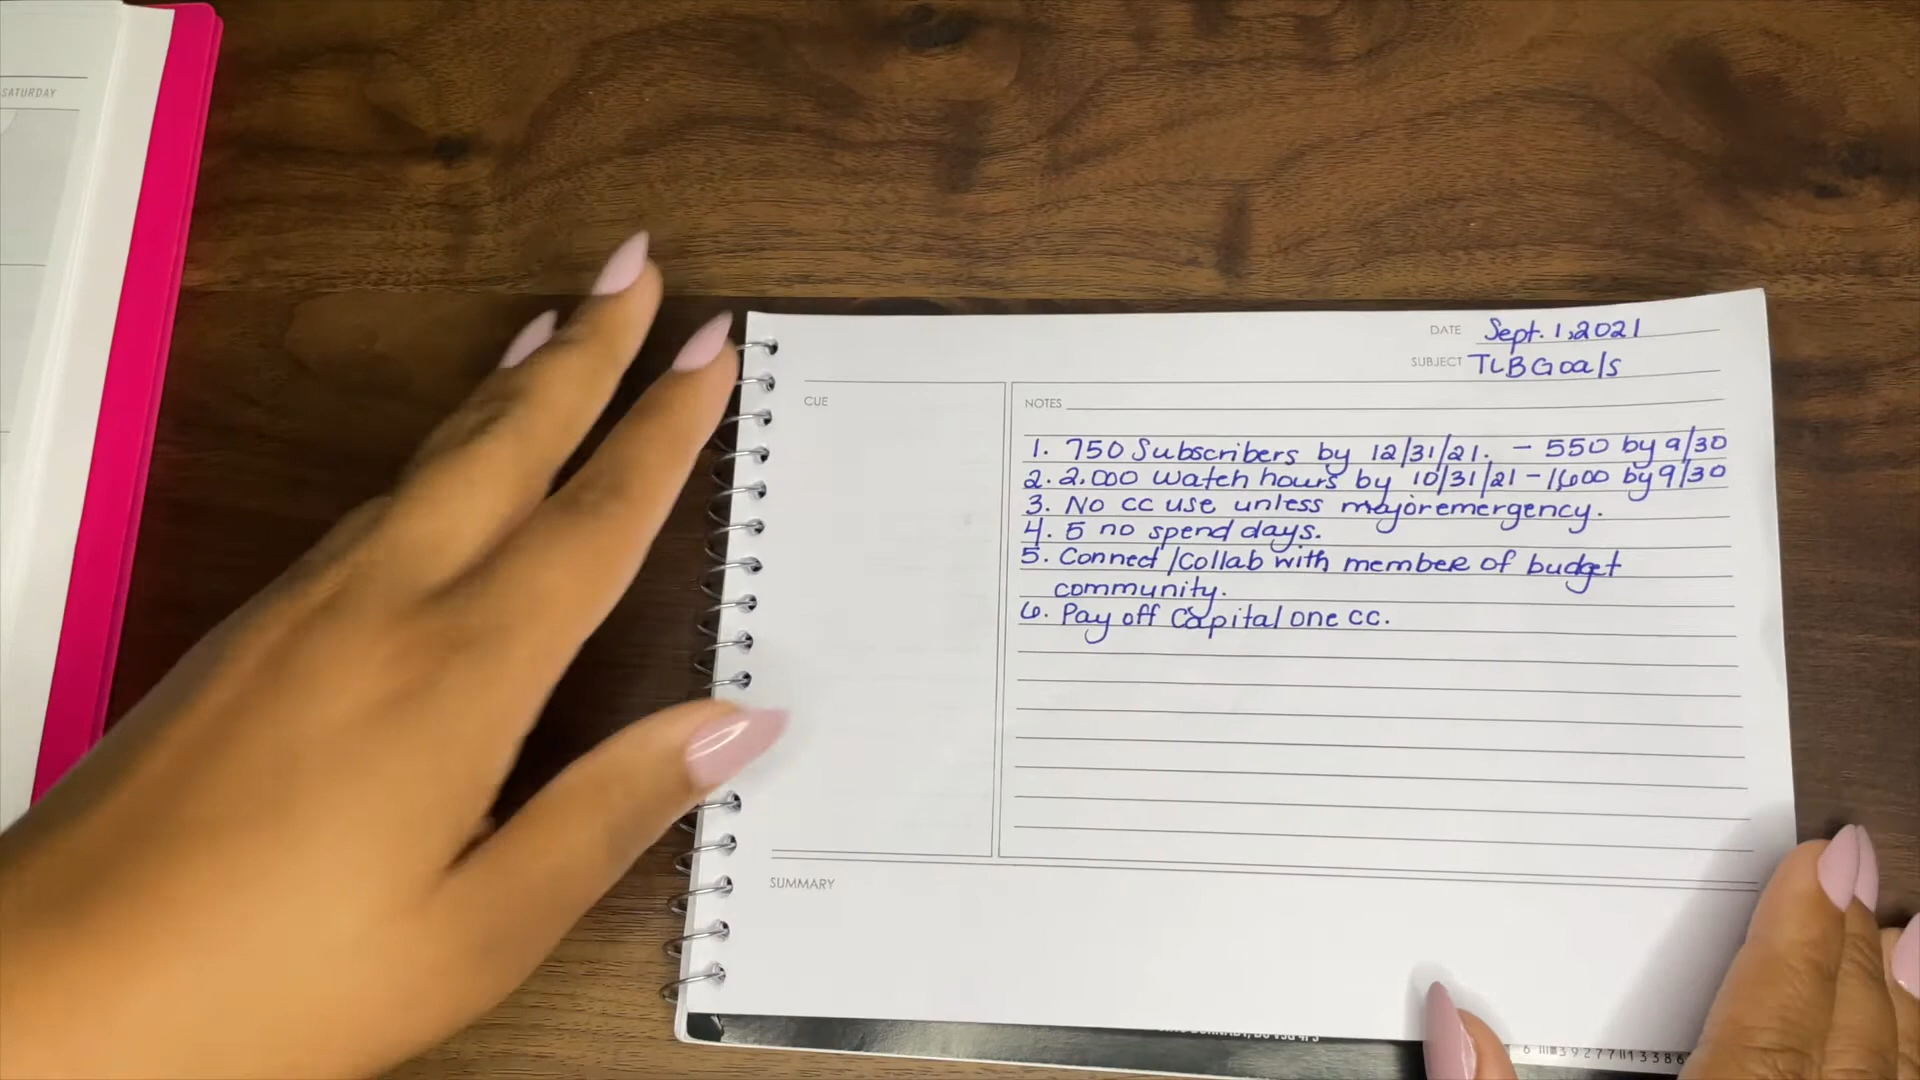 SATURDAY
DATE Sept. 1, 2021
SUBJECT TLB Goals
CUE
NOTES
1. 750 Subscribers by 12/31/21. - 550 by 9/30
2. 2,000 Watch hours by 10/31/21 - 1,600 by 9/30
3. No cc use unless major emergency.
4. 5 no spend days.
5. Connect/Collab with member of budget
community.
6. Pay off Capital one cc.
SUMMARY